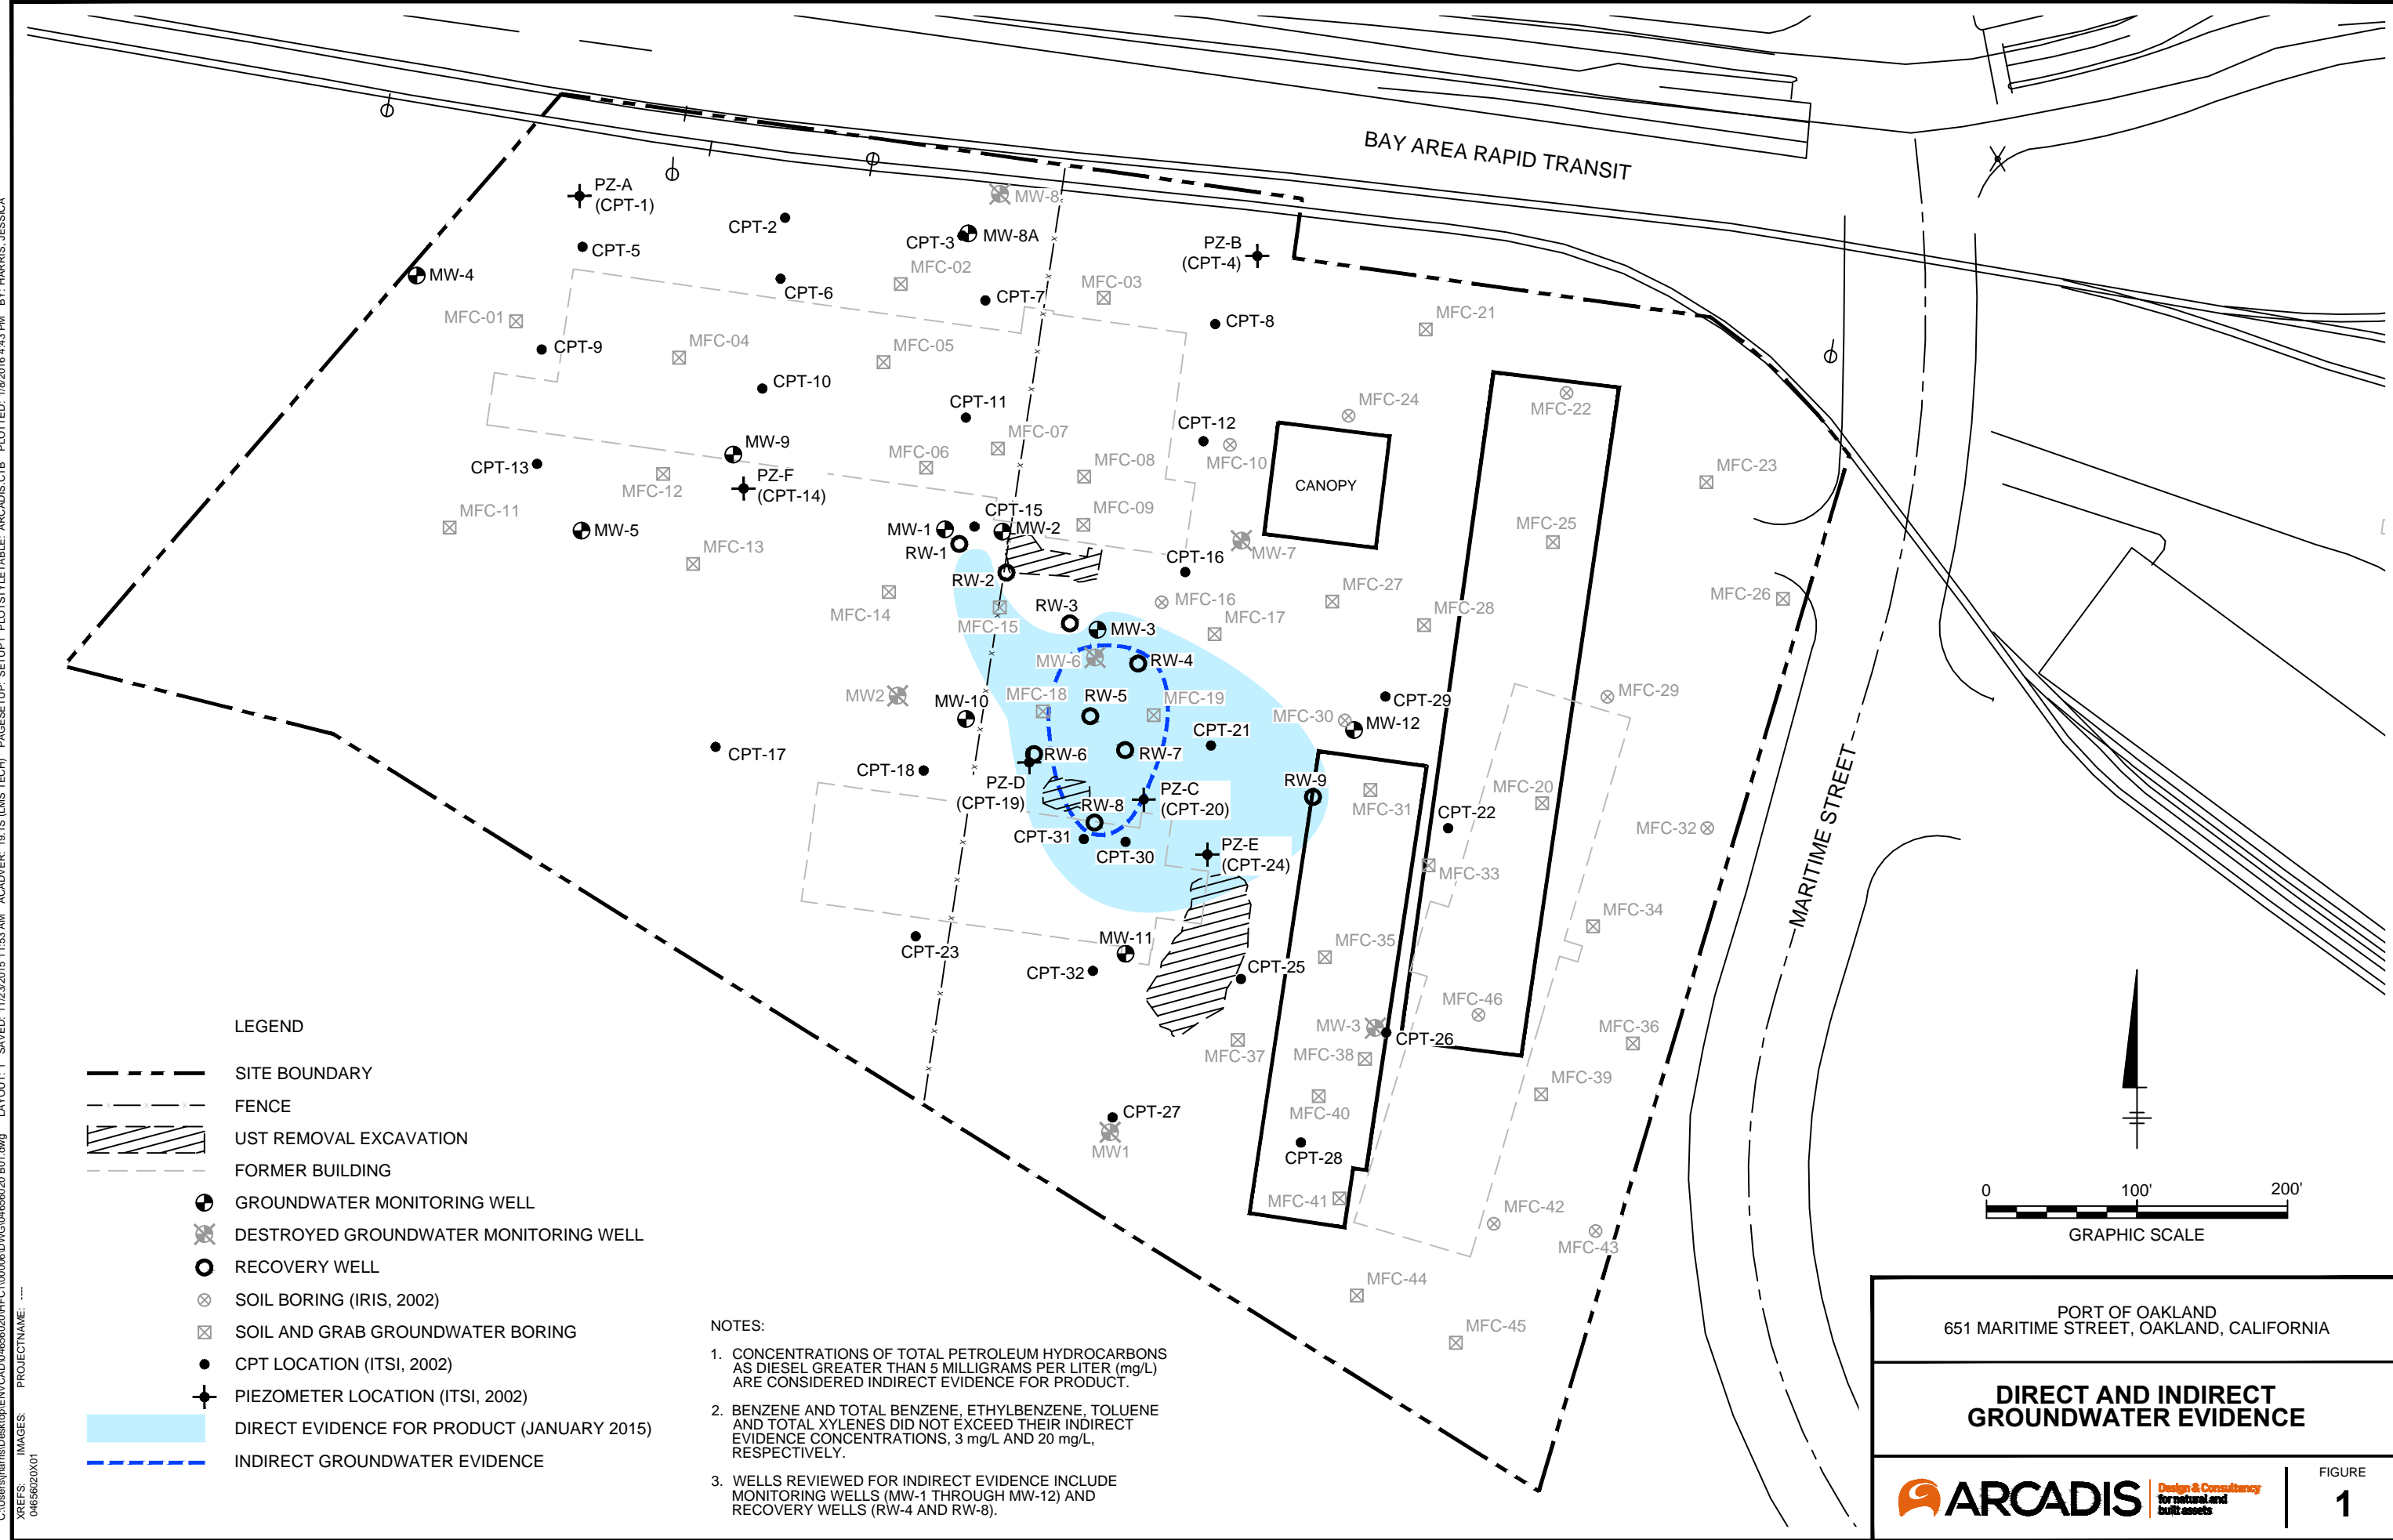 BAY AREA RAPID TRANSIT
PZ-A
(CPT-1)
MW-8
CPT-2
CPT-3
MW-8A
CPT-5
PZ-B
(CPT-4)
MW-4
MFC-02
MFC-03
CPT-6
CPT-7
MFC-01
CPT-8
MFC-21
CPT-9
MFC-04
MFC-05
CPT-10
CPT-11
MFC-24
MFC-22
CPT-12
MFC-07
MW-9
MFC-06
MFC-08
MFC-10
CPT-13
MFC-12
PZ-F
(CPT-14)
CANOPY
MFC-23
MFC-11
CPT-15
MFC-09
MFC-25
MW-5
MW-1
MW-2
MFC-13
RW-1
MW-7
CPT-16
RW-2
MFC-27
MFC-26
MFC-14
RW-3
MFC-16
MFC-17
MFC-28
MFC-15
MW-3
MW-6
RW-4
MW2
MW-10
MFC-18
RW-5
MFC-19
MFC-29
CPT-29
MFC-30
MW-12
CPT-21
CPT-17
RW-6
RW-7
CPT-18
PZ-D
(CPT-19)
PZ-C
(CPT-20)
RW-9
MFC-31
MFC-20
RW-8
CPT-22
MFC-32
CPT-31
CPT-30
PZ-E
(CPT-24)
MFC-33
MARITIME STREET
MFC-34
CPT-23
MW-11
MFC-35
CPT-32
CPT-25
MFC-46
MW-3
CPT-26
MFC-36
MFC-37
MFC-38
MFC-39
MFC-40
CPT-27
MW1
CPT-28
MFC-41
MFC-42
MFC-43
MFC-44
MFC-45
LEGEND
SITE BOUNDARY
FENCE
UST REMOVAL EXCAVATION
FORMER BUILDING
GROUNDWATER MONITORING WELL
DESTROYED GROUNDWATER MONITORING WELL
RECOVERY WELL
SOIL BORING (IRIS, 2002)
SOIL AND GRAB GROUNDWATER BORING
CPT LOCATION (ITSI, 2002)
PIEZOMETER LOCATION (ITSI, 2002)
DIRECT EVIDENCE FOR PRODUCT (JANUARY 2015)
INDIRECT GROUNDWATER EVIDENCE
NOTES:
1. CONCENTRATIONS OF TOTAL PETROLEUM HYDROCARBONS
AS DIESEL GREATER THAN 5 MILLIGRAMS PER LITER (mg/L)
ARE CONSIDERED INDIRECT EVIDENCE FOR PRODUCT.
2. BENZENE AND TOTAL BENZENE, ETHYLBENZENE, TOLUENE
AND TOTAL XYLENES DID NOT EXCEED THEIR INDIRECT
EVIDENCE CONCENTRATIONS, 3 mg/L AND 20 mg/L,
RESPECTIVELY.
3. WELLS REVIEWED FOR INDIRECT EVIDENCE INCLUDE
MONITORING WELLS (MW-1 THROUGH MW-12) AND
RECOVERY WELLS (RW-4 AND RW-8).
0 100' 200'
GRAPHIC SCALE
PORT OF OAKLAND
651 MARITIME STREET, OAKLAND, CALIFORNIA
DIRECT AND INDIRECT
GROUNDWATER EVIDENCE
ARCADIS
Design & Consultancy
for natural and
built assets
FIGURE
1
XREFS: IMAGES: PROJECTNAME: ----
04656020X01